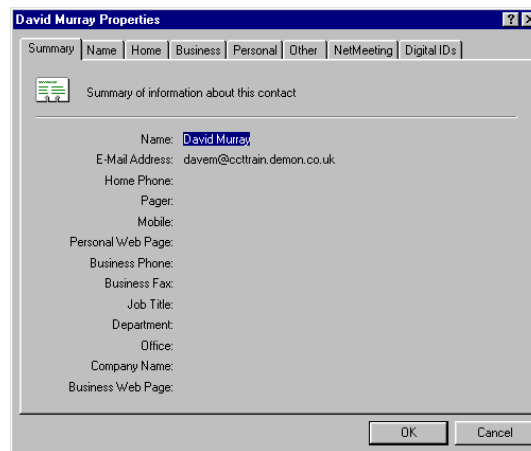 David Murray Properties
Summary Name Home Business Personal Other NetMeeting Digital IDs
Summary of information about this contact
Name: David Murray
E-Mail Address: davem@ccttrain.demon.co.uk
Home Phone:
Pager:
Mobile:
Personal Web Page:
Business Phone:
Business Fax:
Job Title:
Department:
Office:
Company Name:
Business Web Page:
OK Cancel